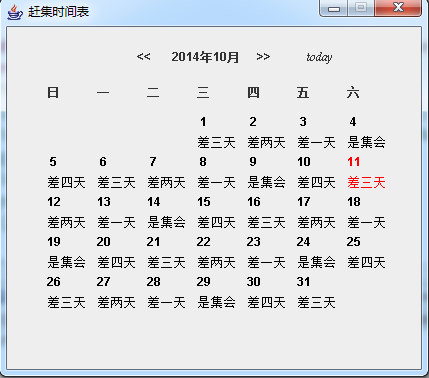 赶集时间表
<< 2014年10月 >> today
日 一 二 三 四 五 六
1 2 3 4
差三天 差两天 差一天 是集会
5 6 7 8 9 10 11
差四天 差三天 差两天 差一天 是集会 差四天 差三天
12 13 14 15 16 17 18
差两天 差一天 是集会 差四天 差三天 差两天 差一天
19 20 21 22 23 24 25
是集会 差四天 差三天 差两天 差一天 是集会 差四天
26 27 28 29 30 31
差三天 差两天 差一天 是集会 差四天 差三天